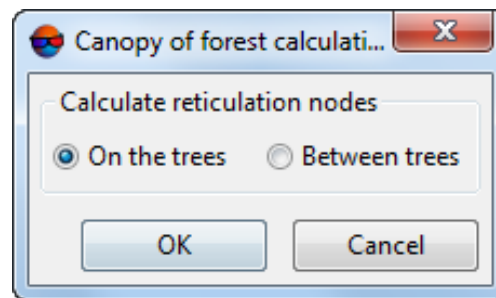 Canopy of forest calculati...
Calculate reticulation nodes
On the trees
Between trees
OK
Cancel